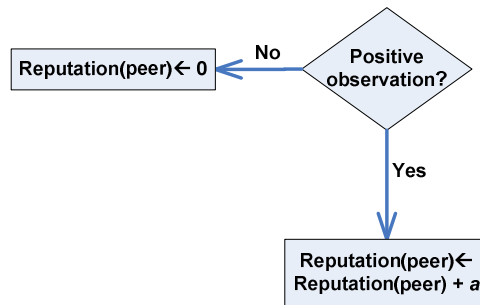 Positive
observation?
No
Reputation(peer)← 0
Yes
Reputation(peer)←
Reputation(peer) + a